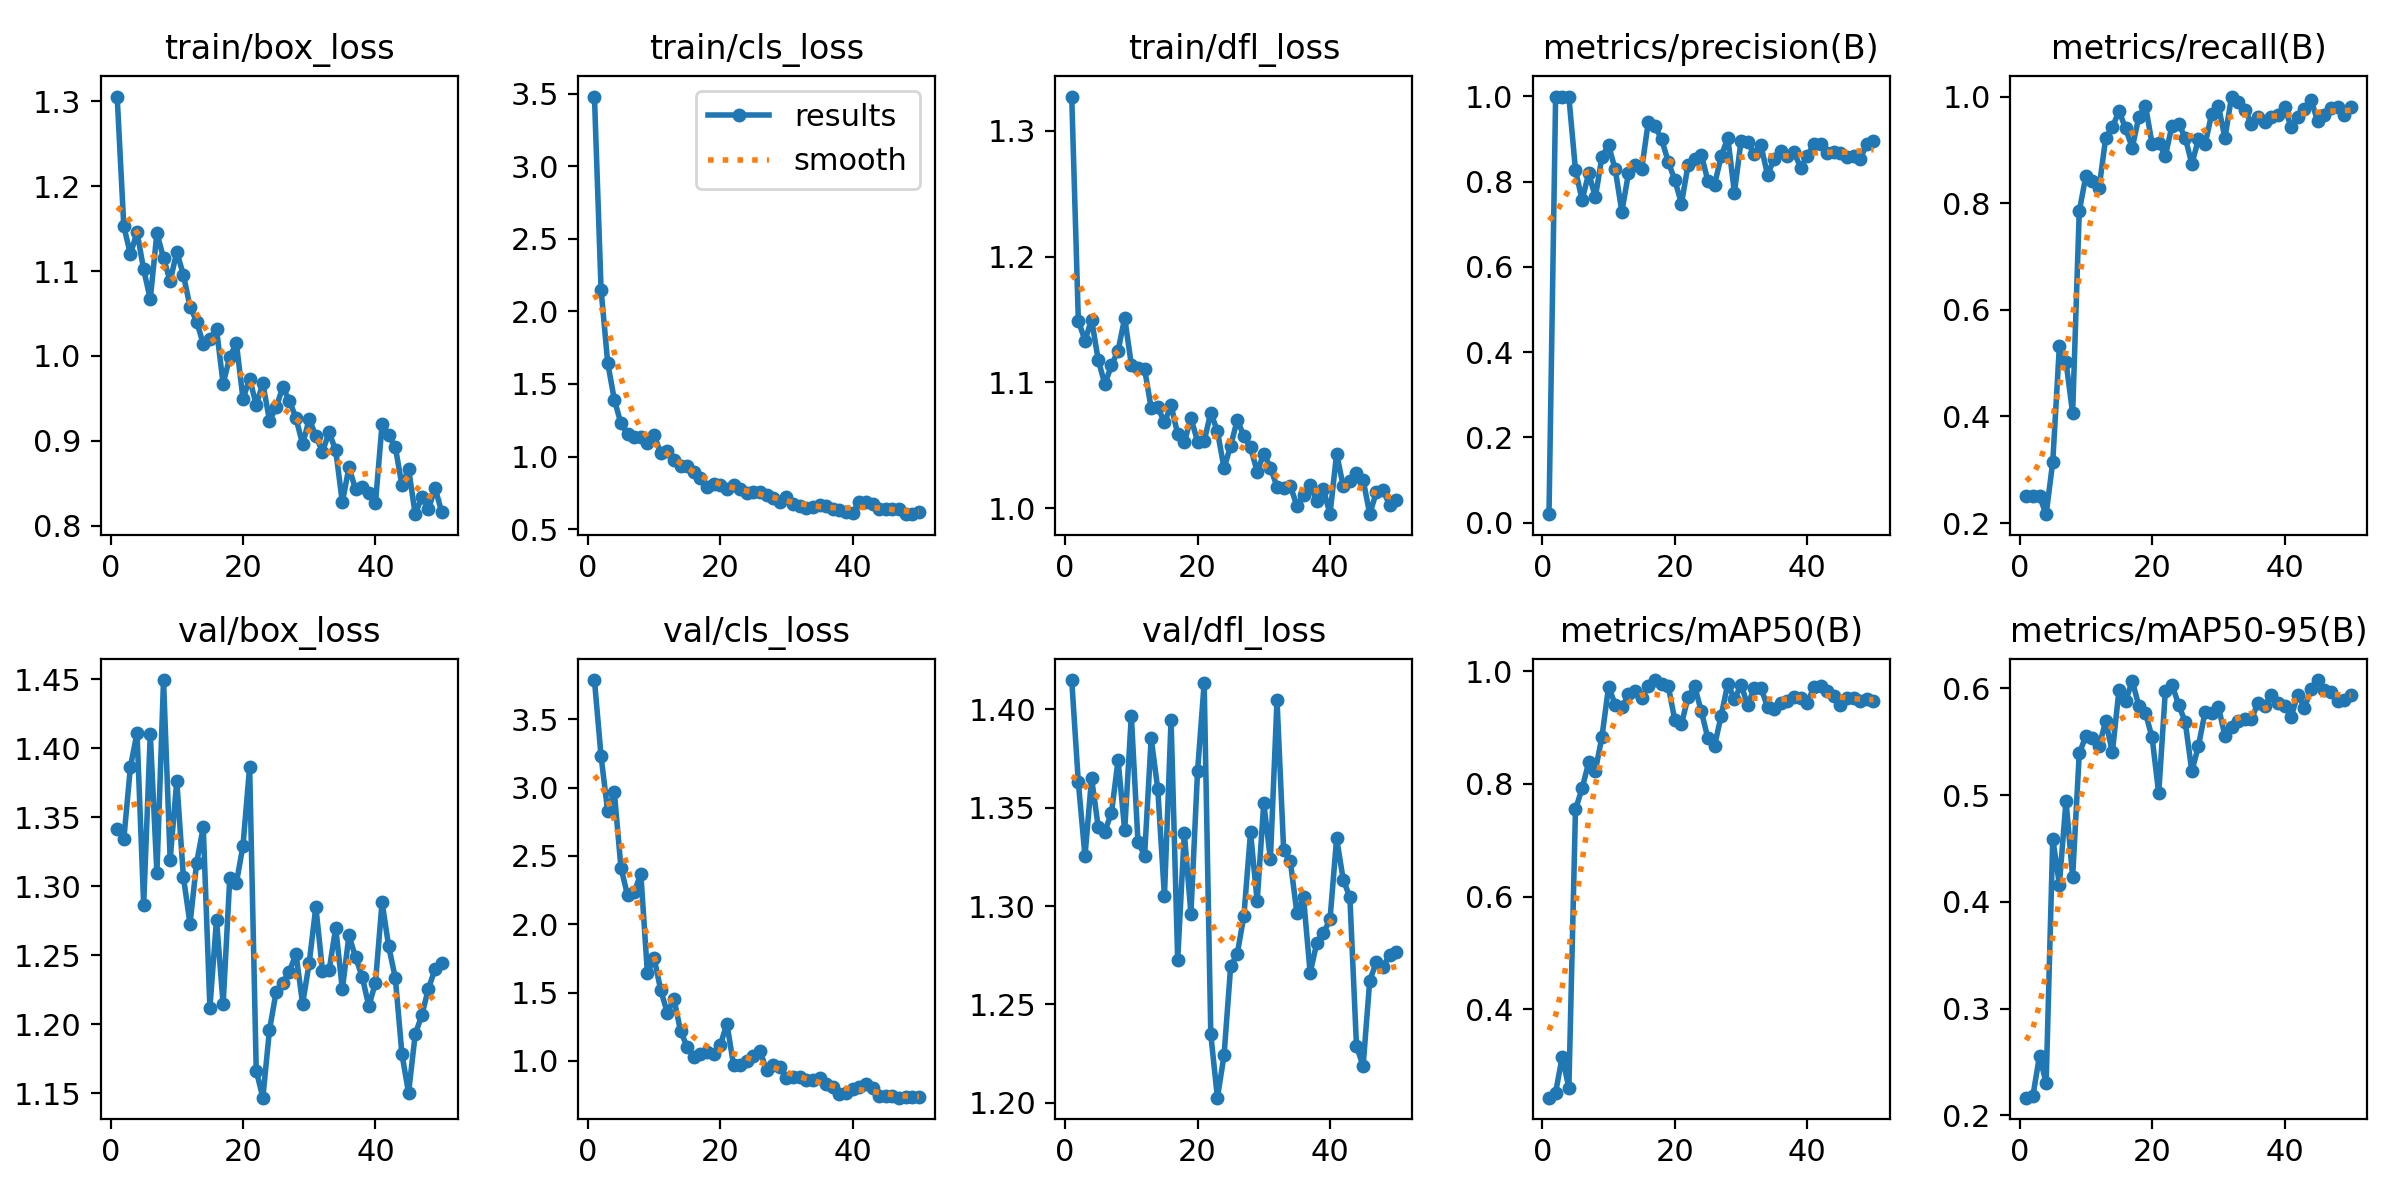 train/box_loss
1.3
1.2
1.1
1.0
0.9
0.8
0 20 40
train/cls_loss
results
smooth
3.5
3.0
2.5
2.0
1.5
1.0
0.5
0 20 40
train/dfl_loss
1.3
1.2
1.1
1.0
0 20 40
metrics/precision(B)
1.0
0.8
0.6
0.4
0.2
0.0
0 20 40
metrics/recall(B)
1.0
0.8
0.6
0.4
0.2
0 20 40
val/box_loss
1.45
1.40
1.35
1.30
1.25
1.20
1.15
0 20 40
val/cls_loss
3.5
3.0
2.5
2.0
1.5
1.0
0 20 40
val/dfl_loss
1.40
1.35
1.30
1.25
1.20
0 20 40
metrics/mAP50(B)
1.0
0.8
0.6
0.4
0 20 40
metrics/mAP50-95(B)
0.6
0.5
0.4
0.3
0.2
0 20 40